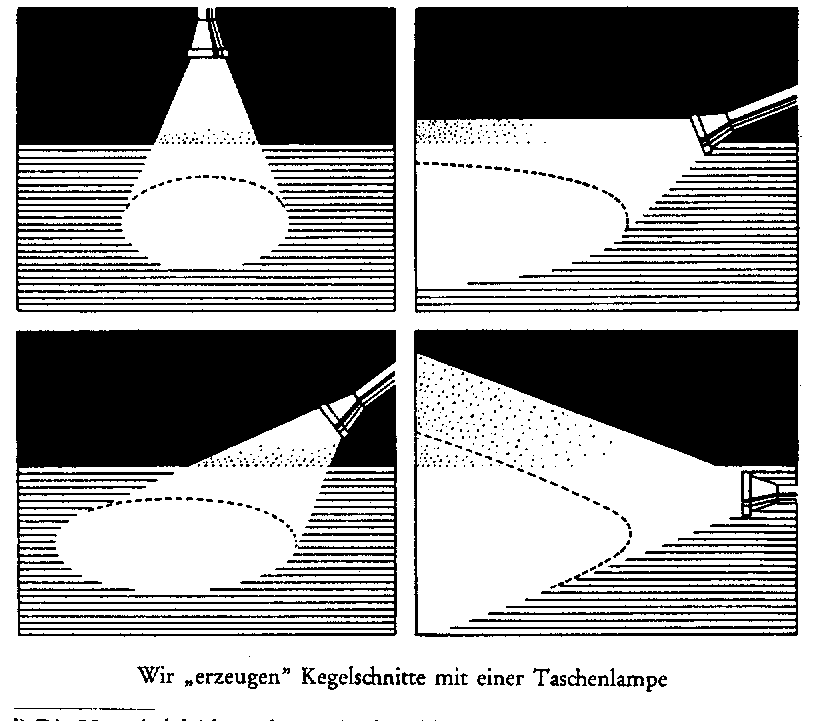 Wir „erzeugen” Kegelschnitte mit einer Taschenlampe